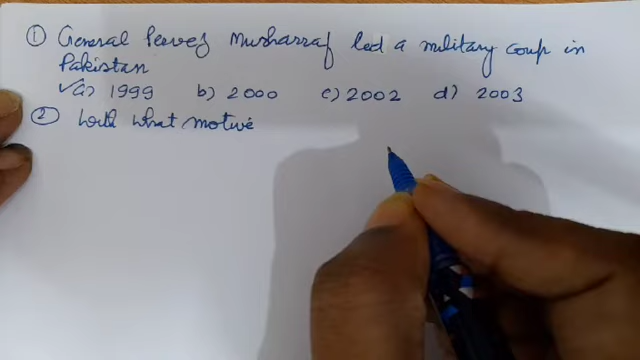 ① General Pervez Musharraf led a military coup in
Pakistan
✓a) 1999 b) 2000 c) 2002 d) 2003
② With what motive